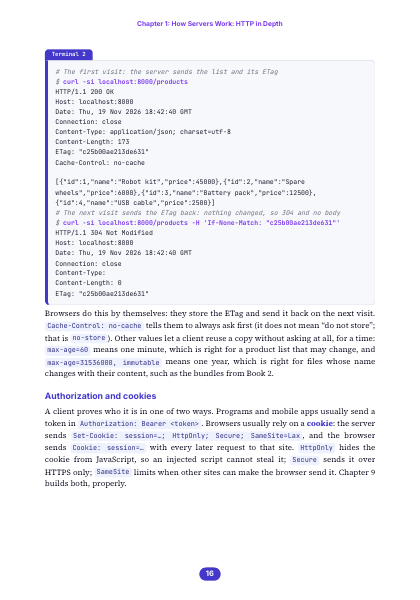 Chapter 1: How Servers Work: HTTP in Depth
Terminal 2
# The first visit: the server sends the list and its ETag
$ curl -si localhost:8000/products
HTTP/1.1 200 OK
Host: localhost:8000
Date: Thu, 19 Nov 2026 18:42:40 GMT
Connection: close
Content-Type: application/json; charset=utf-8
Content-Length: 173
ETag: "c25b00ae213de631"
Cache-Control: no-cache
[{"id":1,"name":"Robot kit","price":45000},{"id":2,"name":"Spare
wheels","price":6000},{"id":3,"name":"Battery pack","price":12500},
{"id":4,"name":"USB cable","price":2500}]
# The next visit sends the ETag back: nothing changed, so 304 and no body
$ curl -si localhost:8000/products -H 'If-None-Match: "c25b00ae213de631"'
HTTP/1.1 304 Not Modified
Host: localhost:8000
Date: Thu, 19 Nov 2026 18:42:40 GMT
Connection: close
Content-Type:
Content-Length: 0
ETag: "c25b00ae213de631"
Browsers do this by themselves: they store the ETag and send it back on the next visit.
Cache-Control: no-cache tells them to always ask first (it does not mean “do not store”;
that is no-store). Other values let a client reuse a copy without asking at all, for a time:
max-age=60 means one minute, which is right for a product list that may change, and
max-age=31536000, immutable means one year, which is right for files whose name
changes with their content, such as the bundles from Book 2.
Authorization and cookies
A client proves who it is in one of two ways. Programs and mobile apps usually send a
token in Authorization: Bearer <token>. Browsers usually rely on a cookie: the server
sends Set-Cookie: session=…; HttpOnly; Secure; SameSite=Lax, and the browser
sends Cookie: session=… with every later request to that site. HttpOnly hides the
cookie from JavaScript, so an injected script cannot steal it; Secure sends it over
HTTPS only; SameSite limits when other sites can make the browser send it. Chapter 9
builds both, properly.
16